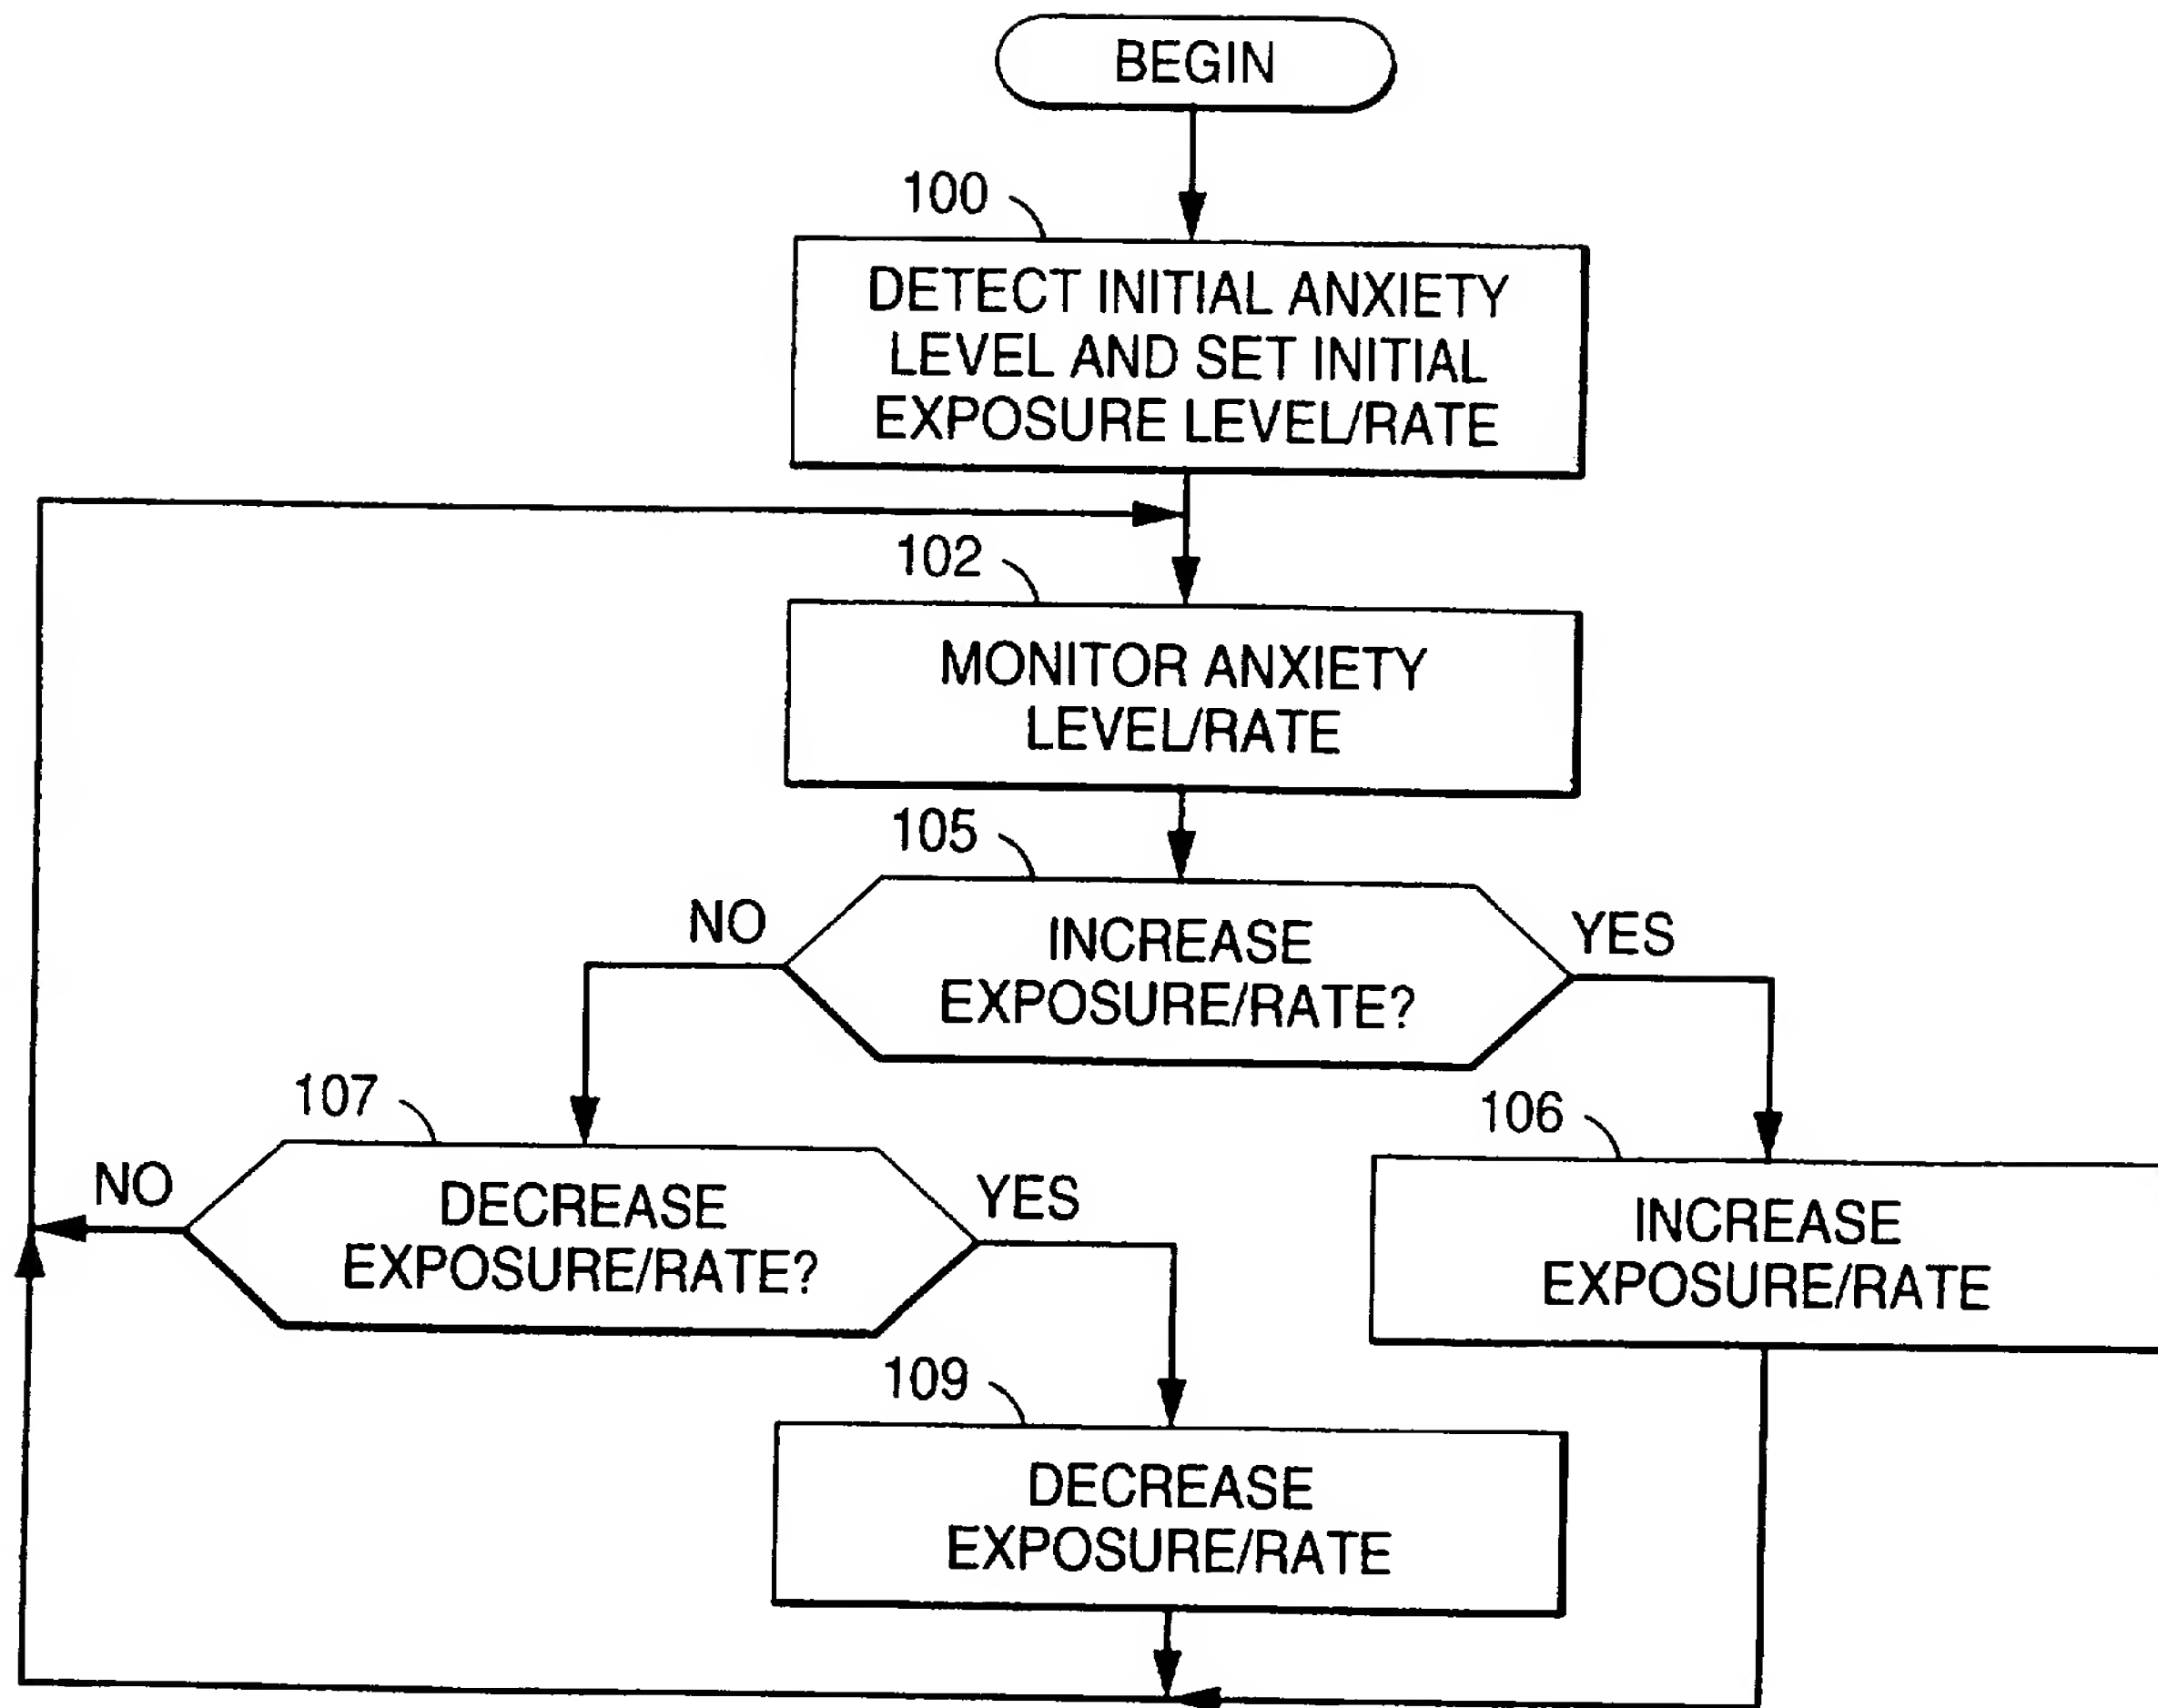 BEGIN
100
DETECT INITIAL ANXIETY
LEVEL AND SET INITIAL
EXPOSURE LEVEL/RATE
102
MONITOR ANXIETY
LEVEL/RATE
105
NO
INCREASE
EXPOSURE/RATE?
YES
107
NO
DECREASE
EXPOSURE/RATE?
YES
106
INCREASE
EXPOSURE/RATE
109
DECREASE
EXPOSURE/RATE